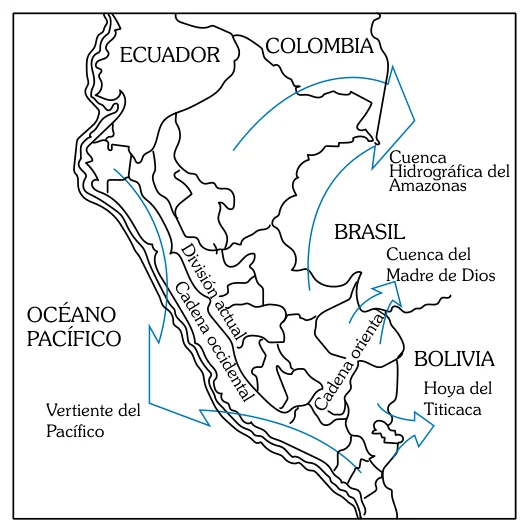 ECUADOR
COLOMBIA
Cuenca
Hidrográfica del
Amazonas
BRASIL
Cuenca del
Madre de Dios
División actual
Cadena occidental
Cadena oriental
OCÉANO
PACÍFICO
BOLIVIA
Hoya del
Titicaca
Vertiente del
Pacífico